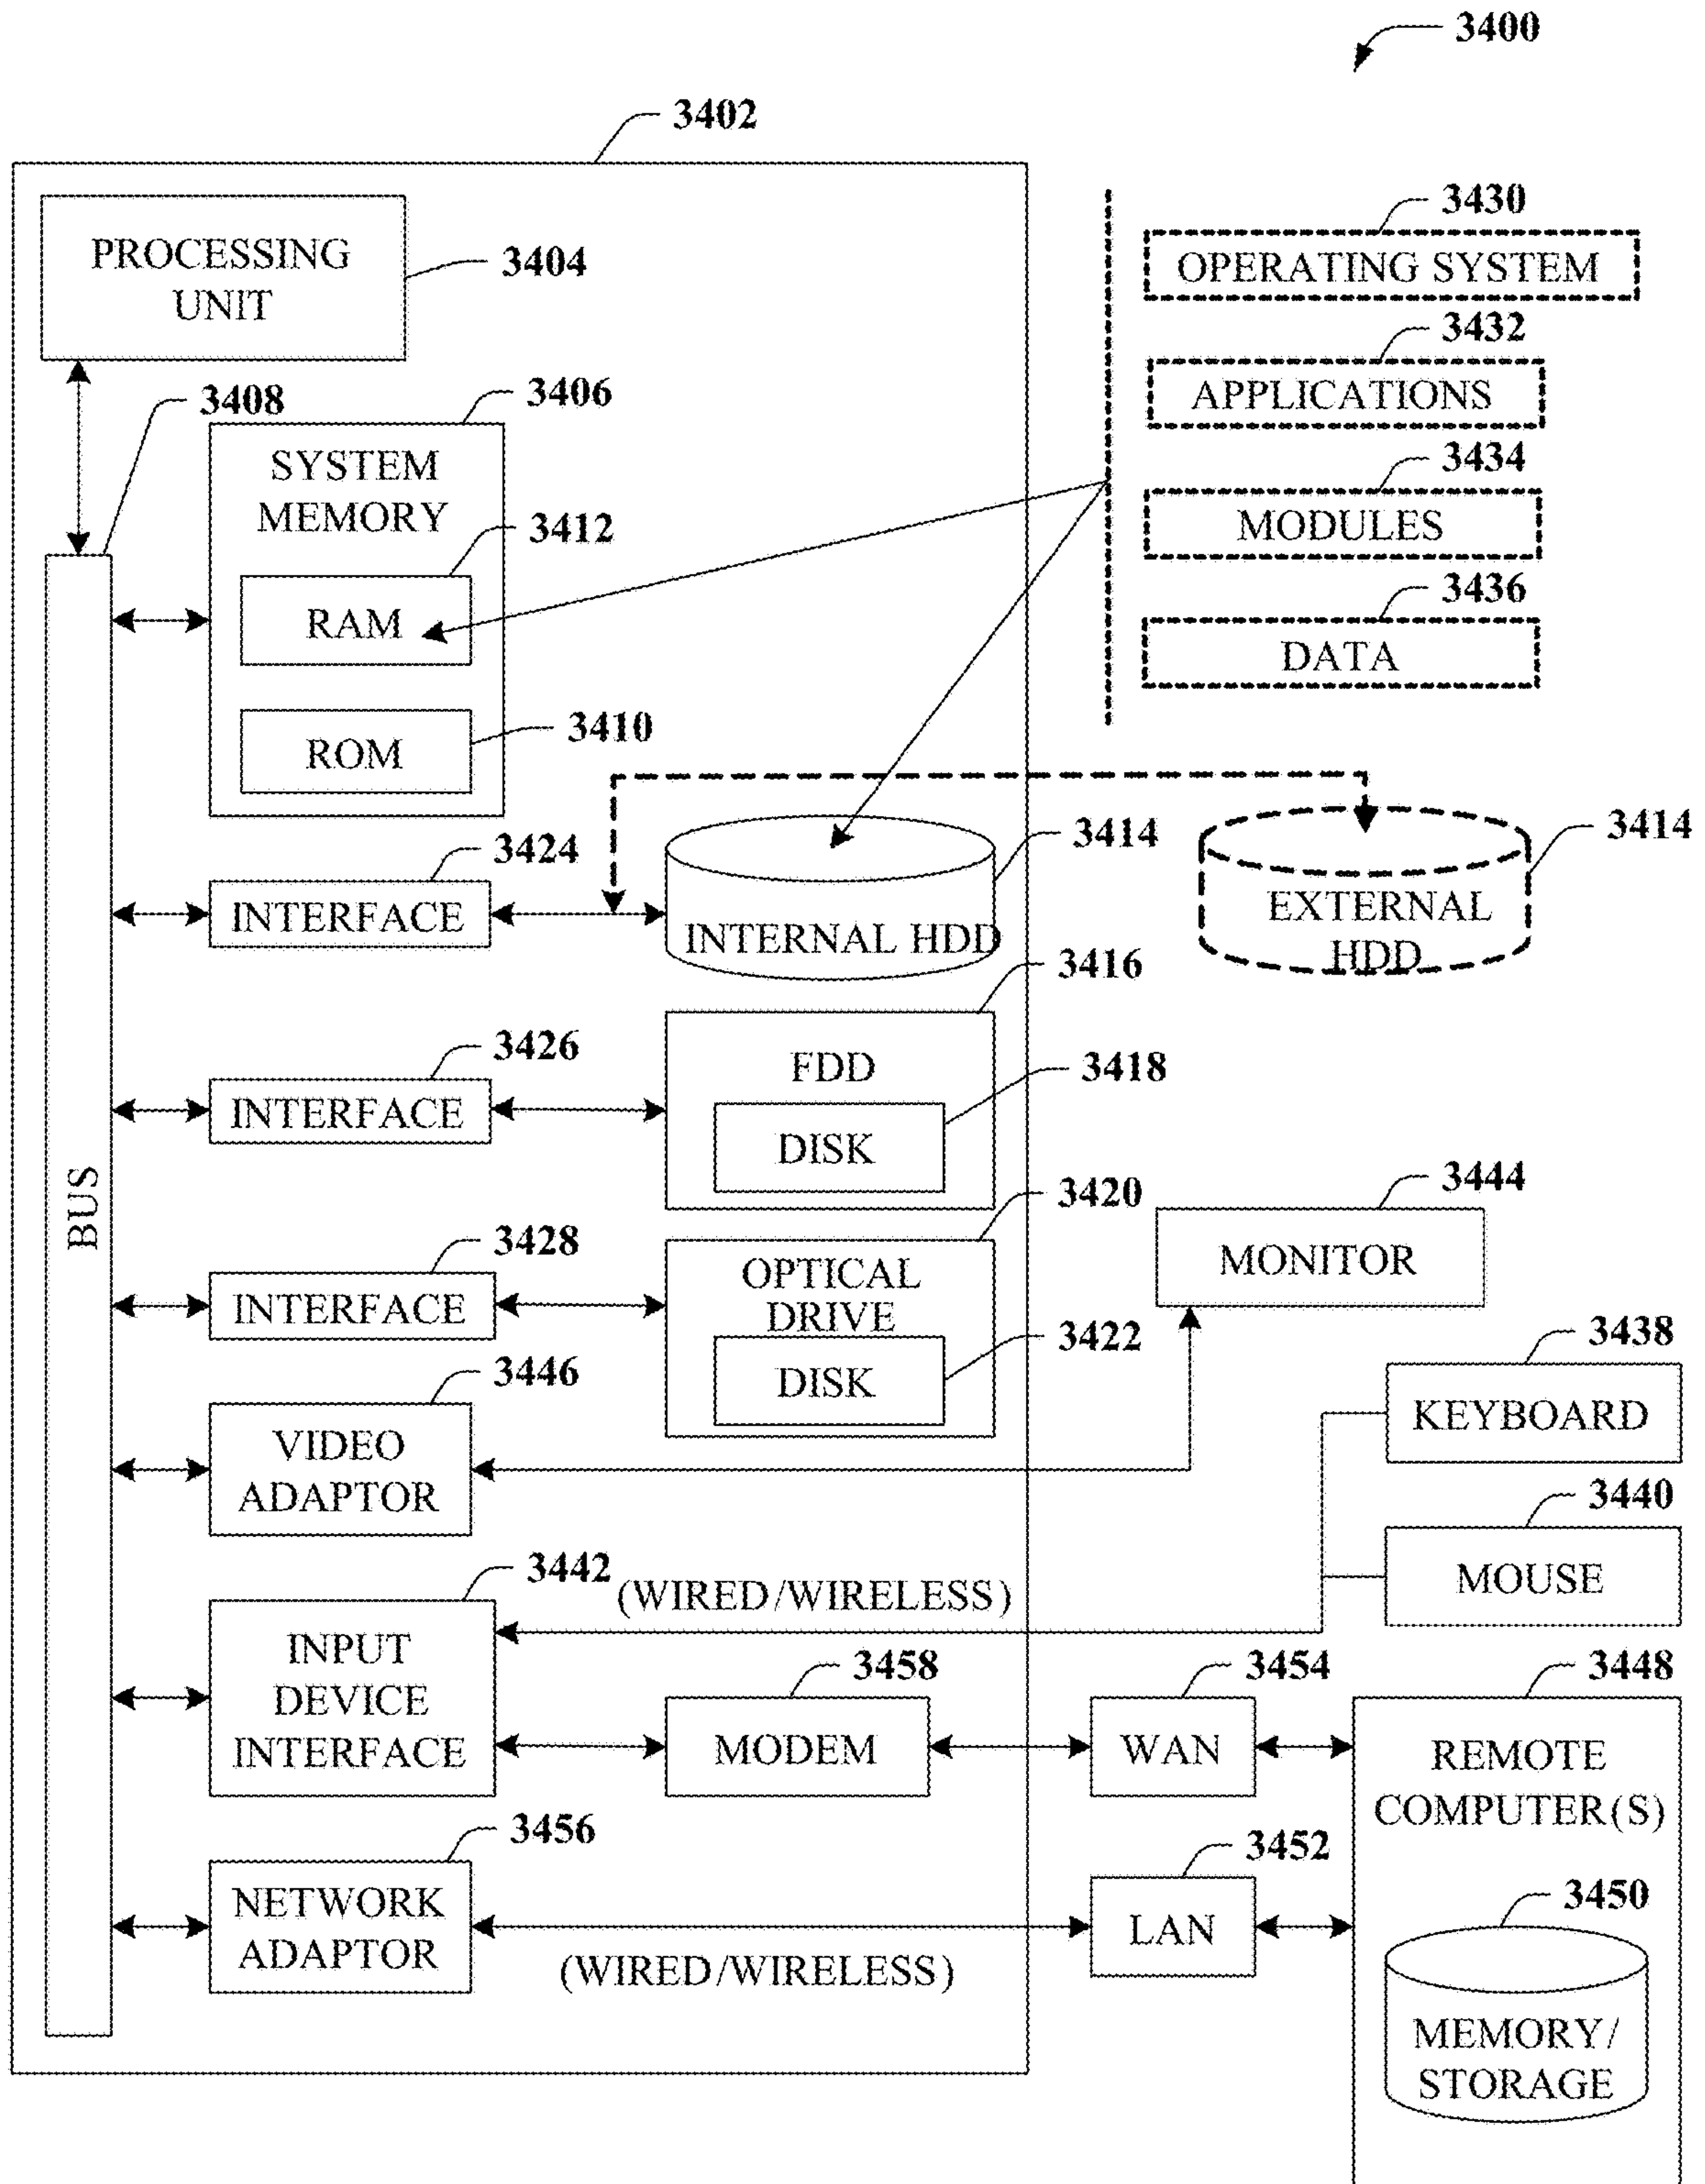 3400
3402
PROCESSING
UNIT
3404
3430
OPERATING SYSTEM
3432
APPLICATIONS
3434
MODULES
3436
DATA
3408
3406
SYSTEM
MEMORY
3412
RAM
3410
ROM
3424
INTERFACE
3414
INTERNAL HDD
3414
EXTERNAL
HDD
3426
INTERFACE
3416
FDD
3418
DISK
BUS
3428
INTERFACE
3420
OPTICAL
DRIVE
3422
DISK
3444
MONITOR
3446
VIDEO
ADAPTOR
3438
KEYBOARD
3440
MOUSE
3442
(WIRED/WIRELESS)
INPUT
DEVICE
INTERFACE
3458
MODEM
3454
WAN
3448
REMOTE
COMPUTER(S)
3456
NETWORK
ADAPTOR
(WIRED/WIRELESS)
3452
LAN
3450
MEMORY/
STORAGE